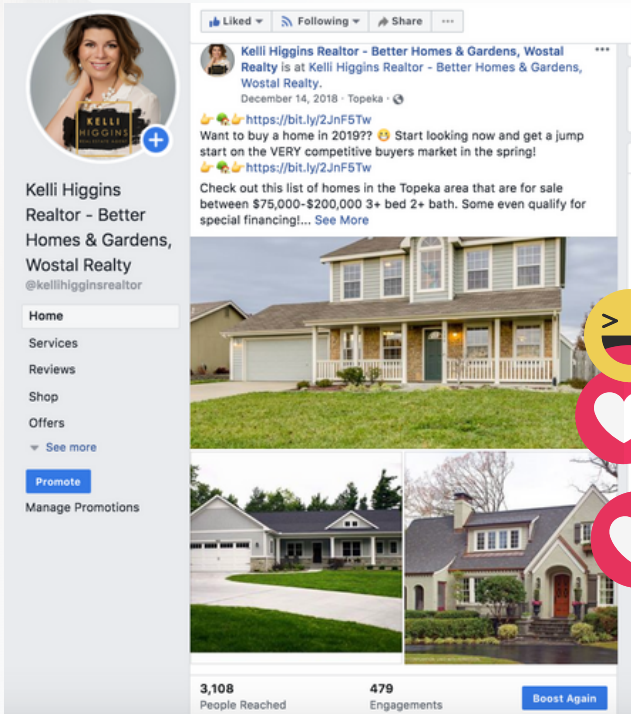 Liked Following Share ...
Kelli Higgins Realtor - Better Homes & Gardens, Wostal
Realty is at Kelli Higgins Realtor - Better Homes & Gardens,
Wostal Realty.
December 14, 2018 · Topeka ·
https://bit.ly/2JnF5Tw
Want to buy a home in 2019?? 😁 Start looking now and get a jump
start on the VERY competitive buyers market in the spring!
https://bit.ly/2JnF5Tw
Check out this list of homes in the Topeka area that are for sale
between $75,000-$200,000 3+ bed 2+ bath. Some even qualify for
special financing!... See More
3,108
People Reached
479
Engagements
Boost Again
KELLI
HIGGINS
Kelli Higgins
Realtor - Better
Homes & Gardens,
Wostal Realty
@kellihigginsrealtor
Home
Services
Reviews
Shop
Offers
See more
Promote
Manage Promotions